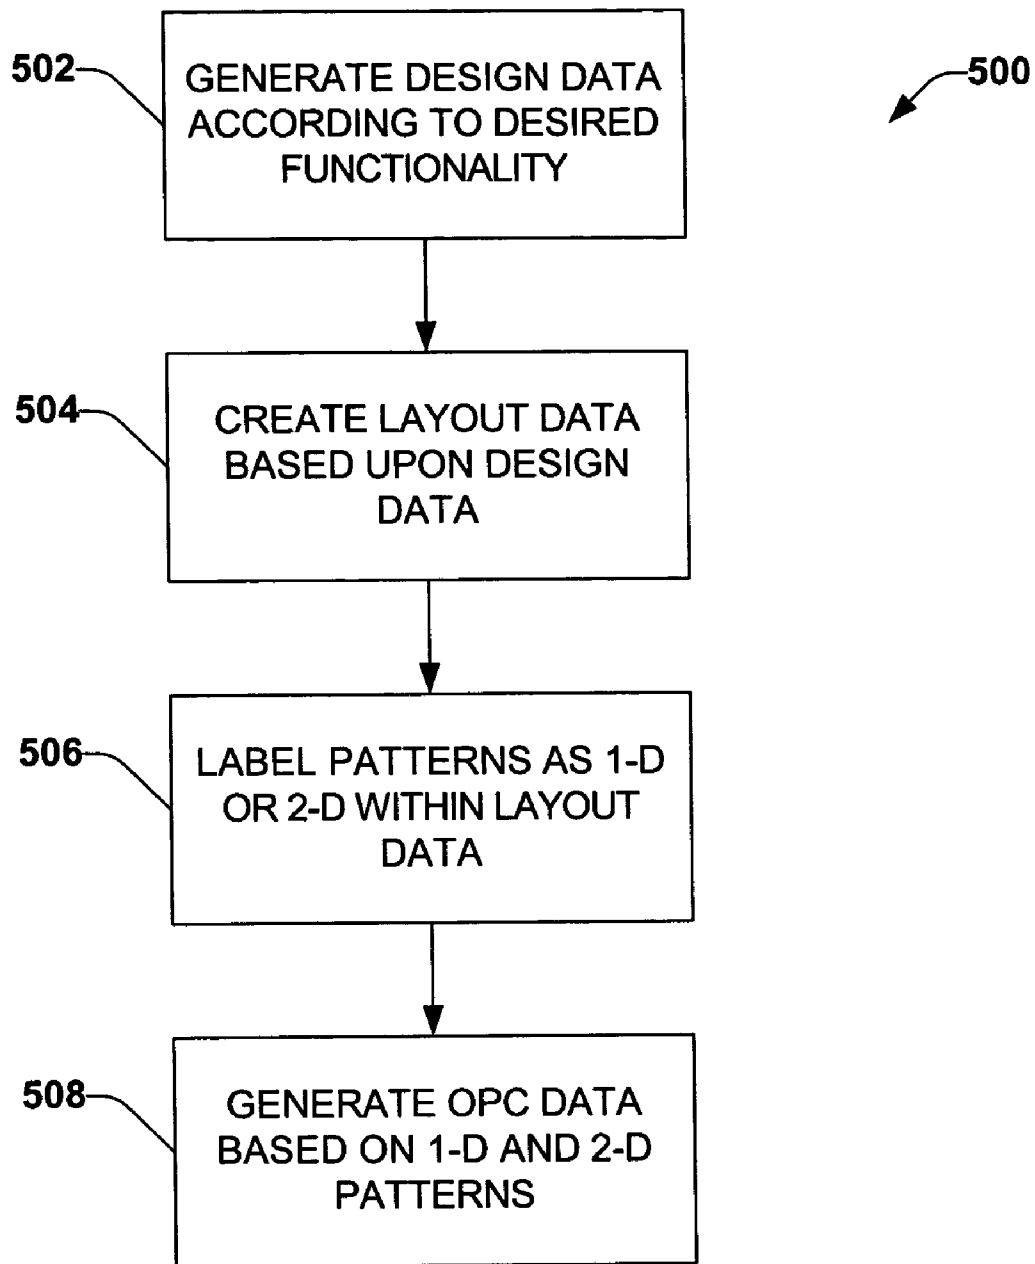 502
GENERATE DESIGN DATA
ACCORDING TO DESIRED
FUNCTIONALITY
500
504
CREATE LAYOUT DATA
BASED UPON DESIGN
DATA
506
LABEL PATTERNS AS 1-D
OR 2-D WITHIN LAYOUT
DATA
508
GENERATE OPC DATA
BASED ON 1-D AND 2-D
PATTERNS